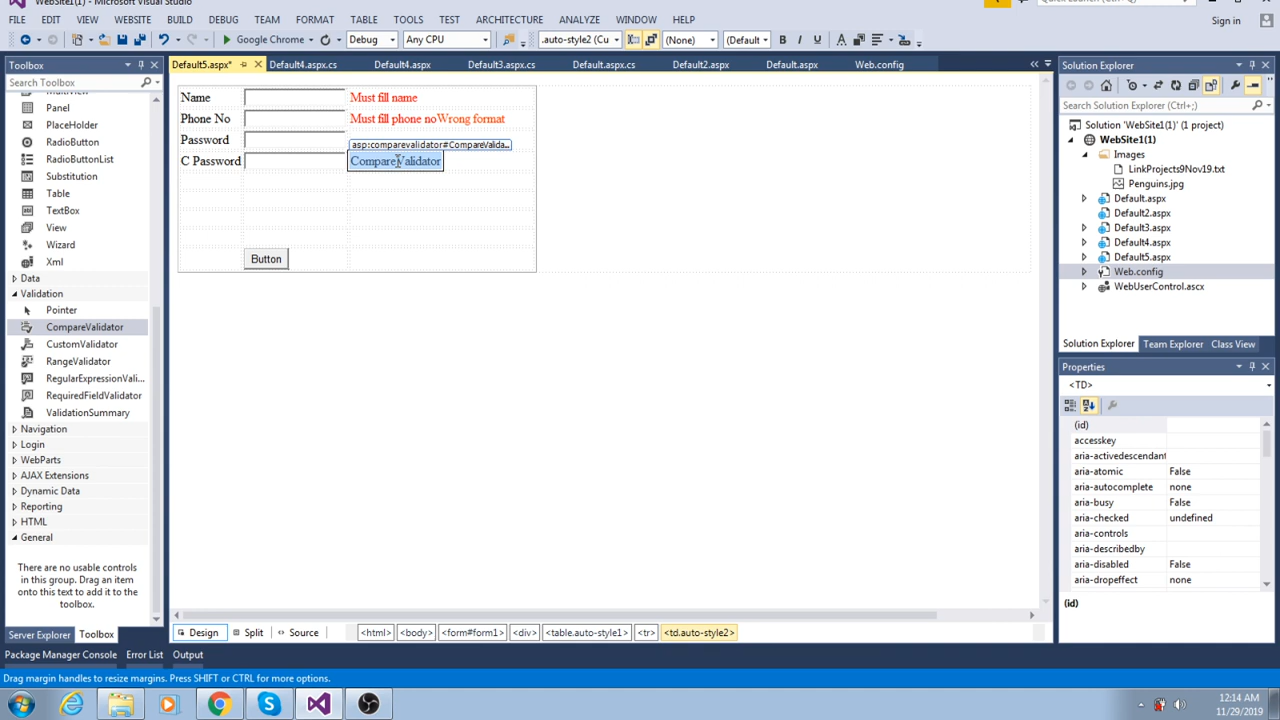 WebSite1(1) - Microsoft Visual Studio
Quick Launch (Ctrl+Q)
FILE EDIT VIEW WEBSITE BUILD DEBUG TEAM FORMAT TABLE TOOLS TEST ARCHITECTURE ANALYZE WINDOW HELP
Sign in
Google Chrome Debug Any CPU .auto-style2 (Cu (None) (Default B I U A
Toolbox
Default5.aspx* Default4.aspx.cs Default4.aspx Default3.aspx.cs Default.aspx.cs Default2.aspx Default.aspx Web.config
Search Toolbox
MultiView
Panel
PlaceHolder
RadioButton
RadioButtonList
Substitution
Table
TextBox
View
Wizard
Xml
Data
Validation
Pointer
CompareValidator
CustomValidator
RangeValidator
RegularExpressionVali...
RequiredFieldValidator
ValidationSummary
Navigation
Login
WebParts
AJAX Extensions
Dynamic Data
Reporting
HTML
General
There are no usable controls
in this group. Drag an item
onto this text to add it to the
toolbox.
Server Explorer Toolbox
Name Must fill name
Phone No Must fill phone noWrong format
Password
asp:comparevalidator#CompareValida...
C Password CompareValidator
Button
Design Split Source <html> <body> <form#form1> <div> <table.auto-style1> <tr> <td.auto-style2>
Solution Explorer
Search Solution Explorer (Ctrl+;)
Solution 'WebSite1(1)' (1 project)
WebSite1(1)
Images
LinkProjects9Nov19.txt
Penguins.jpg
Default.aspx
Default2.aspx
Default3.aspx
Default4.aspx
Default5.aspx
Web.config
WebUserControl.ascx
Solution Explorer Team Explorer Class View
Properties
<TD>
(id)
accesskey
aria-activedescendant
aria-atomic False
aria-autocomplete none
aria-busy False
aria-checked undefined
aria-controls
aria-describedby
aria-disabled False
aria-dropeffect none
(id)
Package Manager Console Error List Output
Drag margin handles to resize margins. Press SHIFT or CTRL for more options.
12:14 AM
11/29/2019